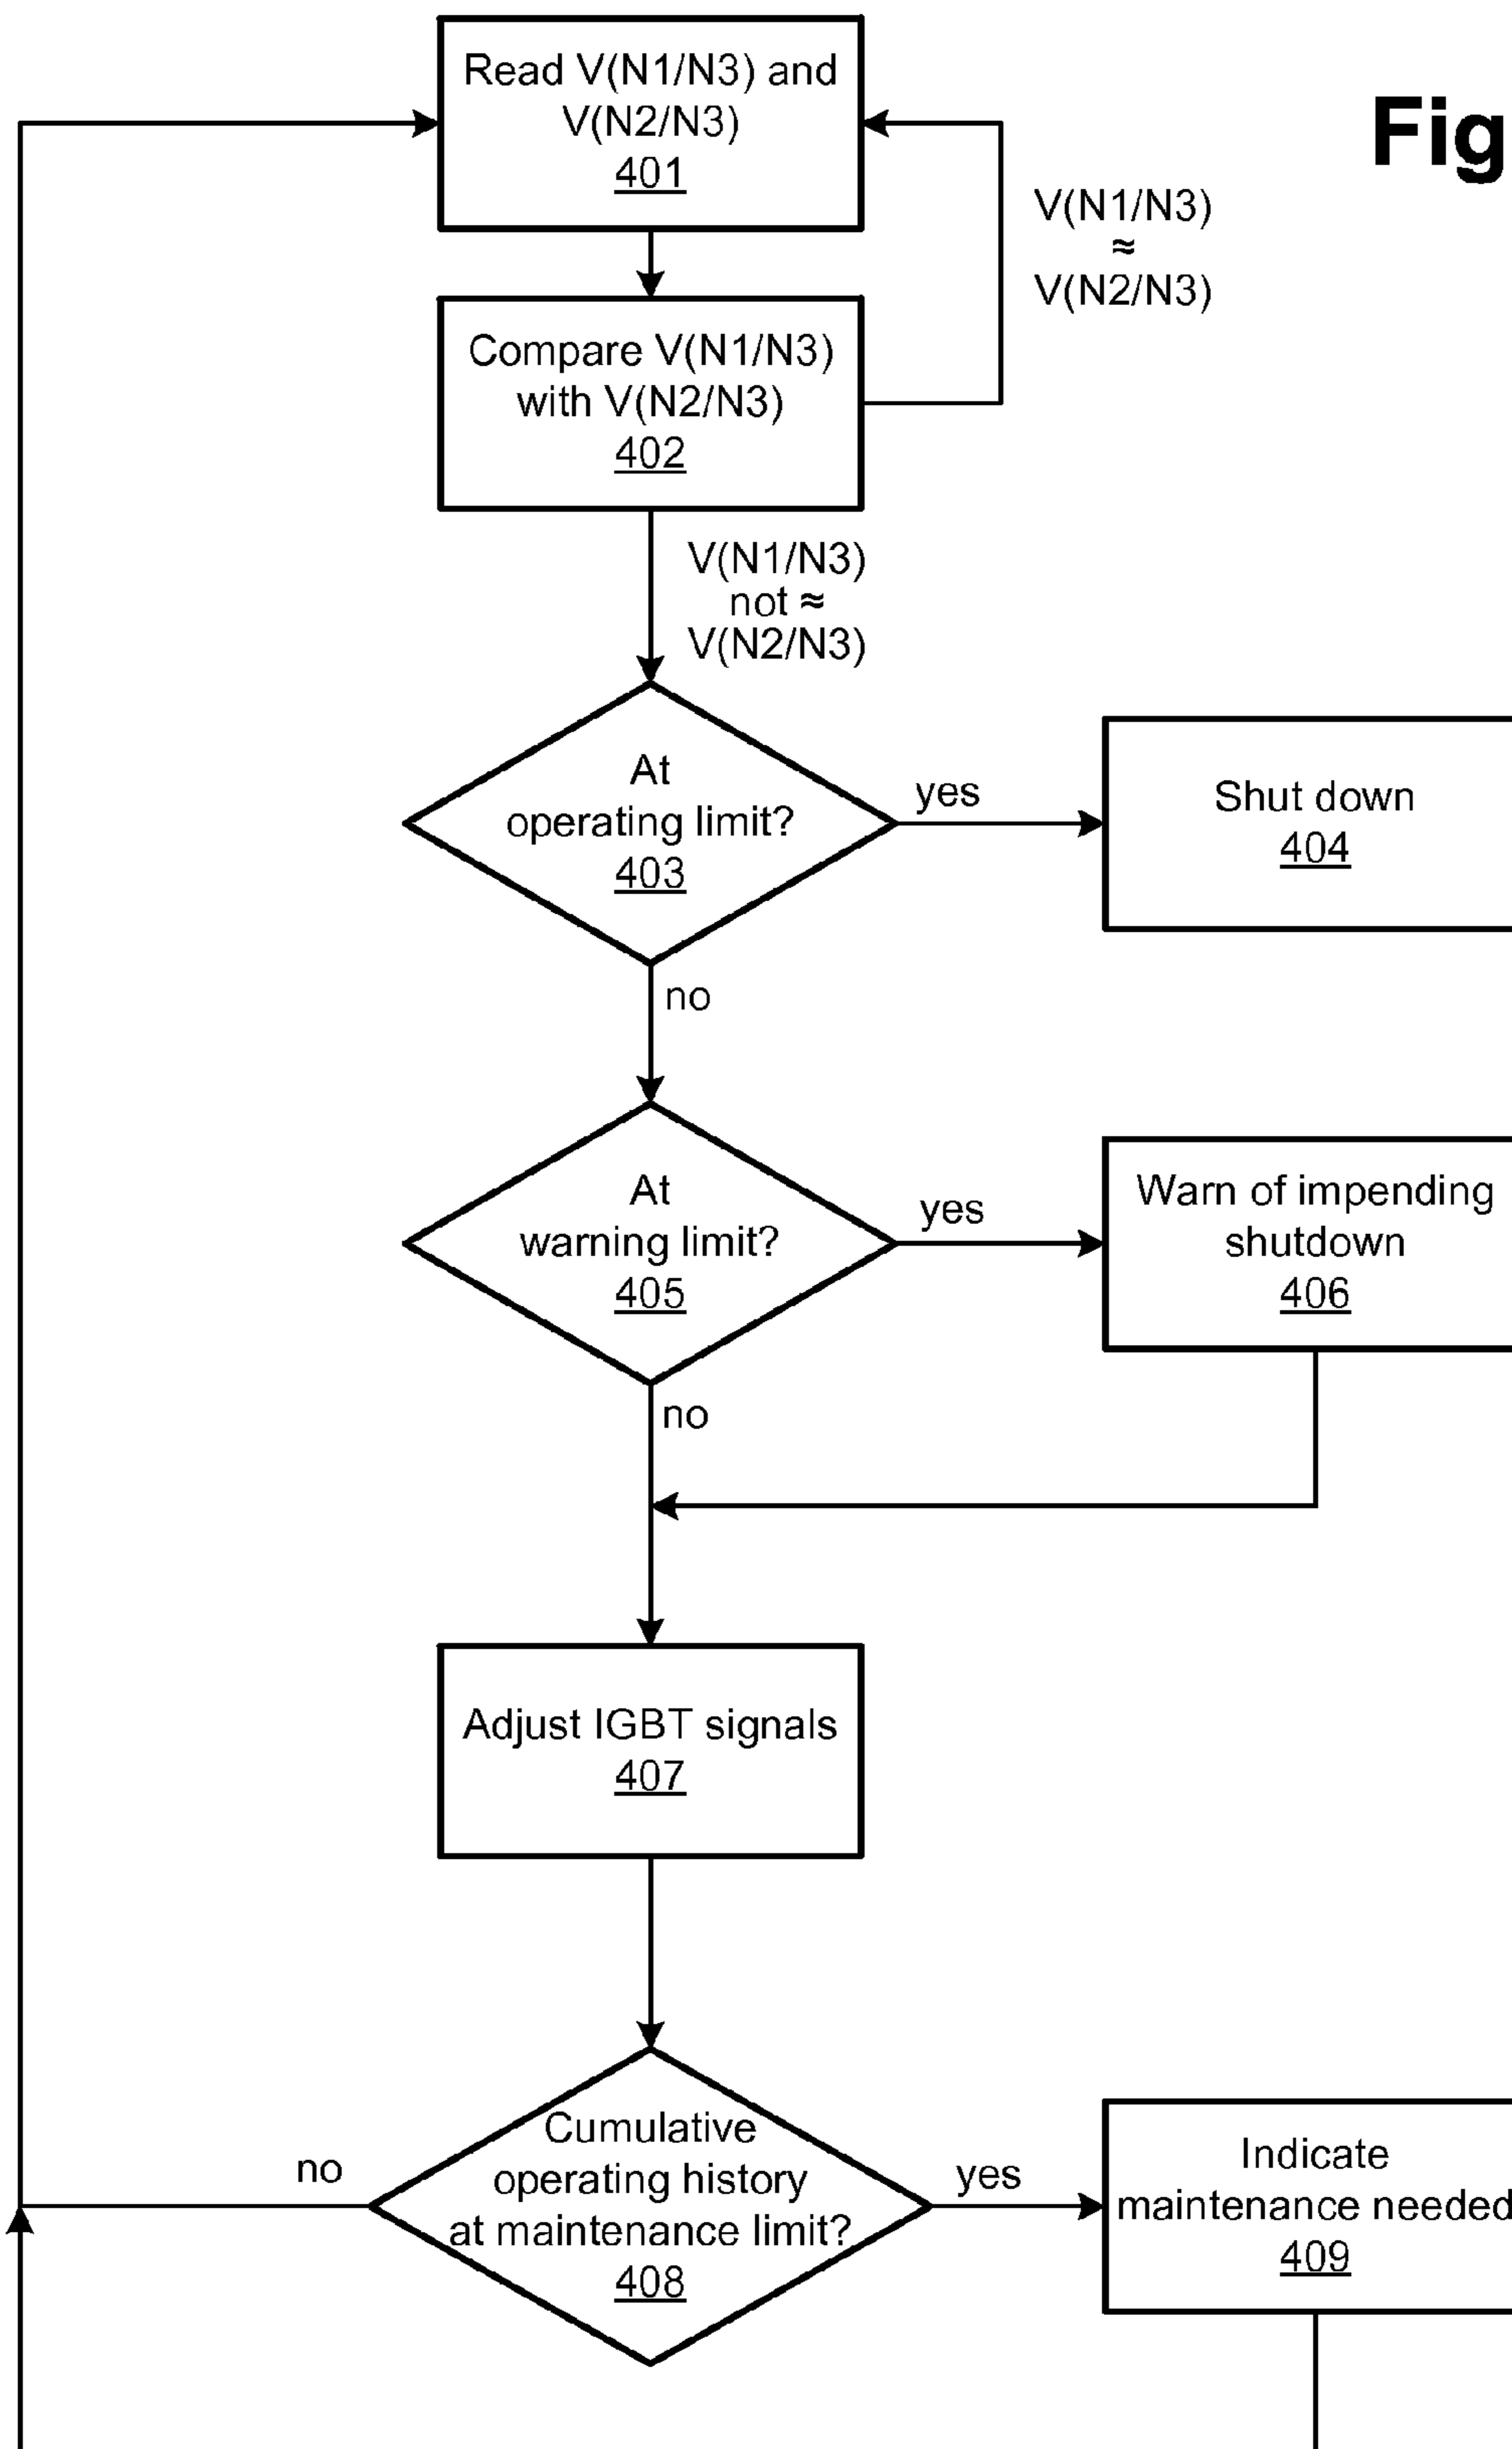 Fig
Read V(N1/N3) and
V(N2/N3)
401
V(N1/N3)
≈
V(N2/N3)
Compare V(N1/N3)
with V(N2/N3)
402
V(N1/N3)
not ≈
V(N2/N3)
At
operating limit?
403
yes
Shut down
404
no
At
warning limit?
405
yes
Warn of impending
shutdown
406
no
Adjust IGBT signals
407
Cumulative
operating history
at maintenance limit?
408
no
yes
Indicate
maintenance needed
409